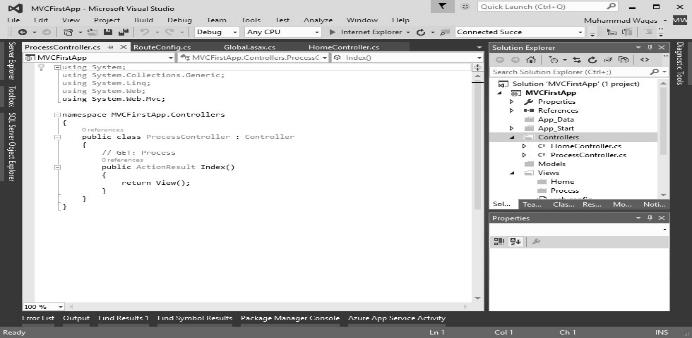 MVCFirstApp - Microsoft Visual Studio
Quick Launch (Ctrl+Q)
File Edit View Project Build Debug Team Tools Test Analyze Window Help
Muhammad Waqas MW
Debug Any CPU Internet Explorer Connected Succe
ProcessController.cs RouteConfig.cs Global.asax.cs HomeController.cs
MVCFirstApp MVCFirstApp.Controllers.ProcessC Index()
using System;
using System.Collections.Generic;
using System.Linq;
using System.Web;
using System.Web.Mvc;
namespace MVCFirstApp.Controllers
{
0 references
public class ProcessController : Controller
{
// GET: Process
0 references
public ActionResult Index()
{
return View();
}
}
}
100 %
Server Explorer Toolbox SQL Server Object Explorer
Solution Explorer
Search Solution Explorer (Ctrl+;)
Solution 'MVCFirstApp' (1 project)
MVCFirstApp
Properties
References
App_Data
App_Start
Controllers
HomeController.cs
ProcessController.cs
Models
Views
Home
Process
Sol... Tea... Clas... Res... Mo... Noti...
Properties
Diagnostic Tools
Error List Output Find Results 1 Find Symbol Results Package Manager Console Azure App Service Activity
Ready Ln 1 Col 1 Ch 1 INS